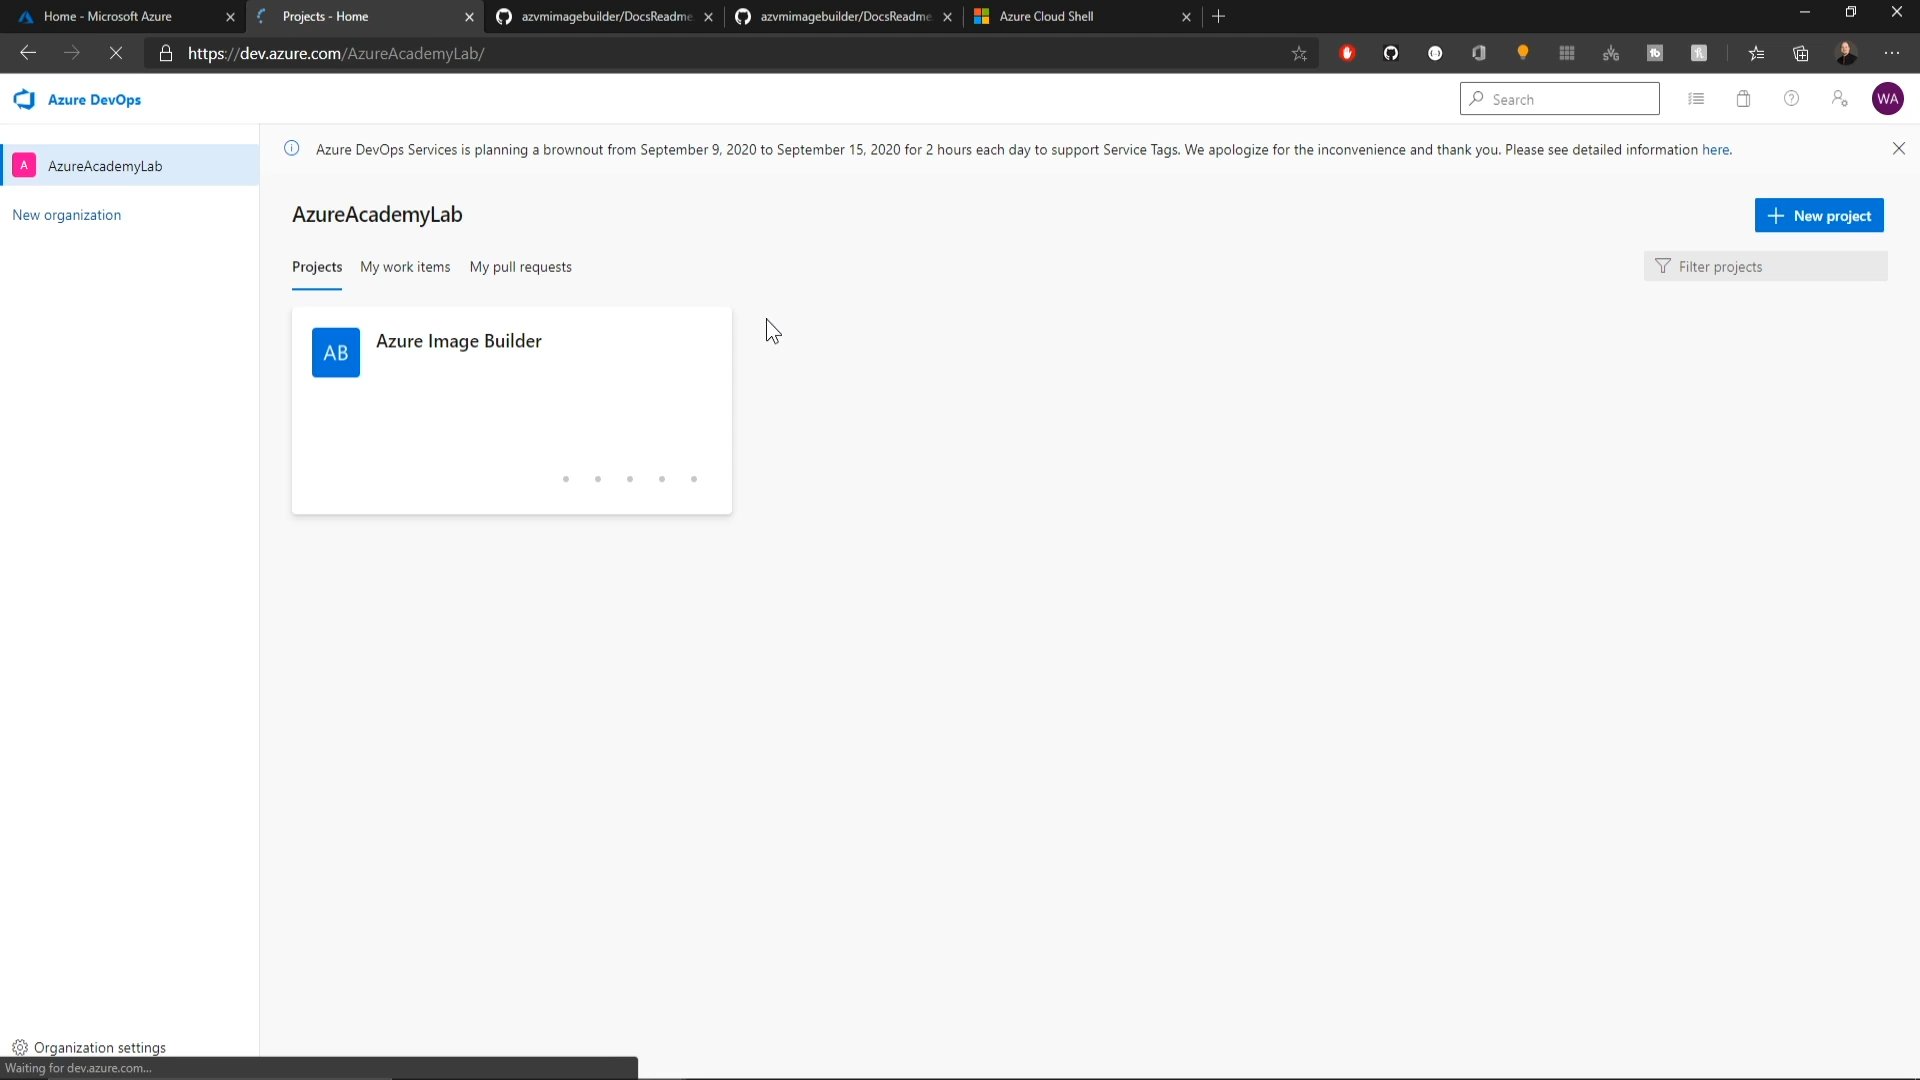 Home - Microsoft Azure
Projects - Home
azvmimagebuilder/DocsReadme
azvmimagebuilder/DocsReadme
Azure Cloud Shell
https://dev.azure.com/AzureAcademyLab/
Azure DevOps
Search
WA
A AzureAcademyLab
New organization
Azure DevOps Services is planning a brownout from September 9, 2020 to September 15, 2020 for 2 hours each day to support Service Tags. We apologize for the inconvenience and thank you. Please see detailed information here.
AzureAcademyLab
New project
Projects
My work items
My pull requests
Filter projects
AB
Azure Image Builder
Organization settings
Waiting for dev.azure.com...